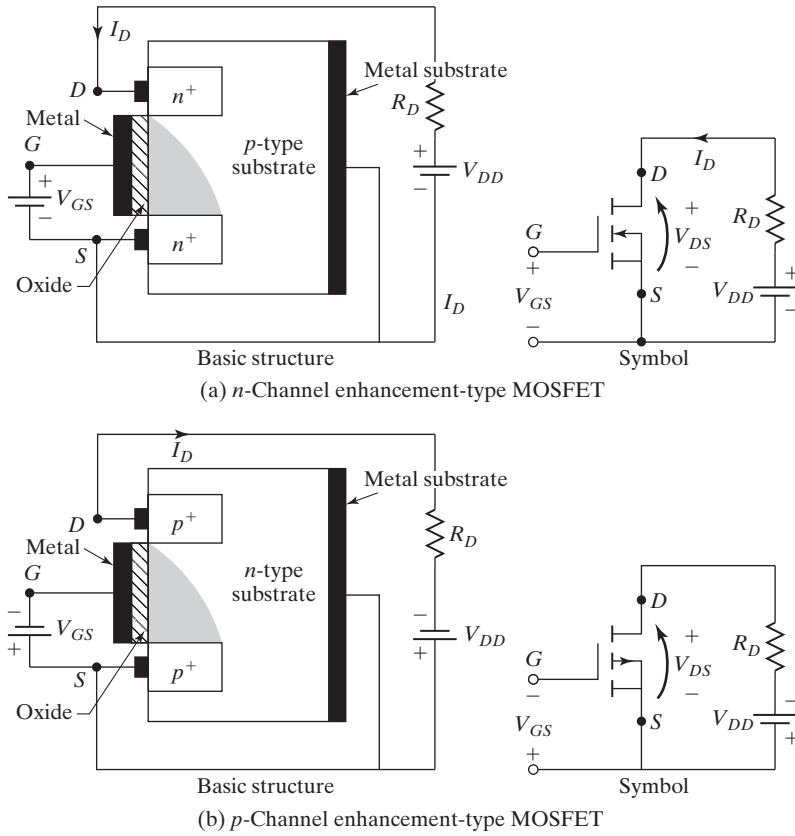 I_D
D
n⁺
Metal substrate
R_D
Metal
G
p-type
substrate
+
V_GS
−
+
−
V_DD
S
n⁺
Oxide
I_D
Basic structure
I_D
D
R_D
G
+
V_DS
−
+
V_GS
−
S
V_DD
+
−
Symbol
(a) n-Channel enhancement-type MOSFET
I_D
D
p⁺
Metal substrate
R_D
Metal
G
n-type
substrate
−
V_GS
+
−
+
V_DD
S
p⁺
Oxide
Basic structure
D
R_D
G
+
V_DS
−
−
V_GS
+
S
V_DD
−
+
Symbol
(b) p-Channel enhancement-type MOSFET